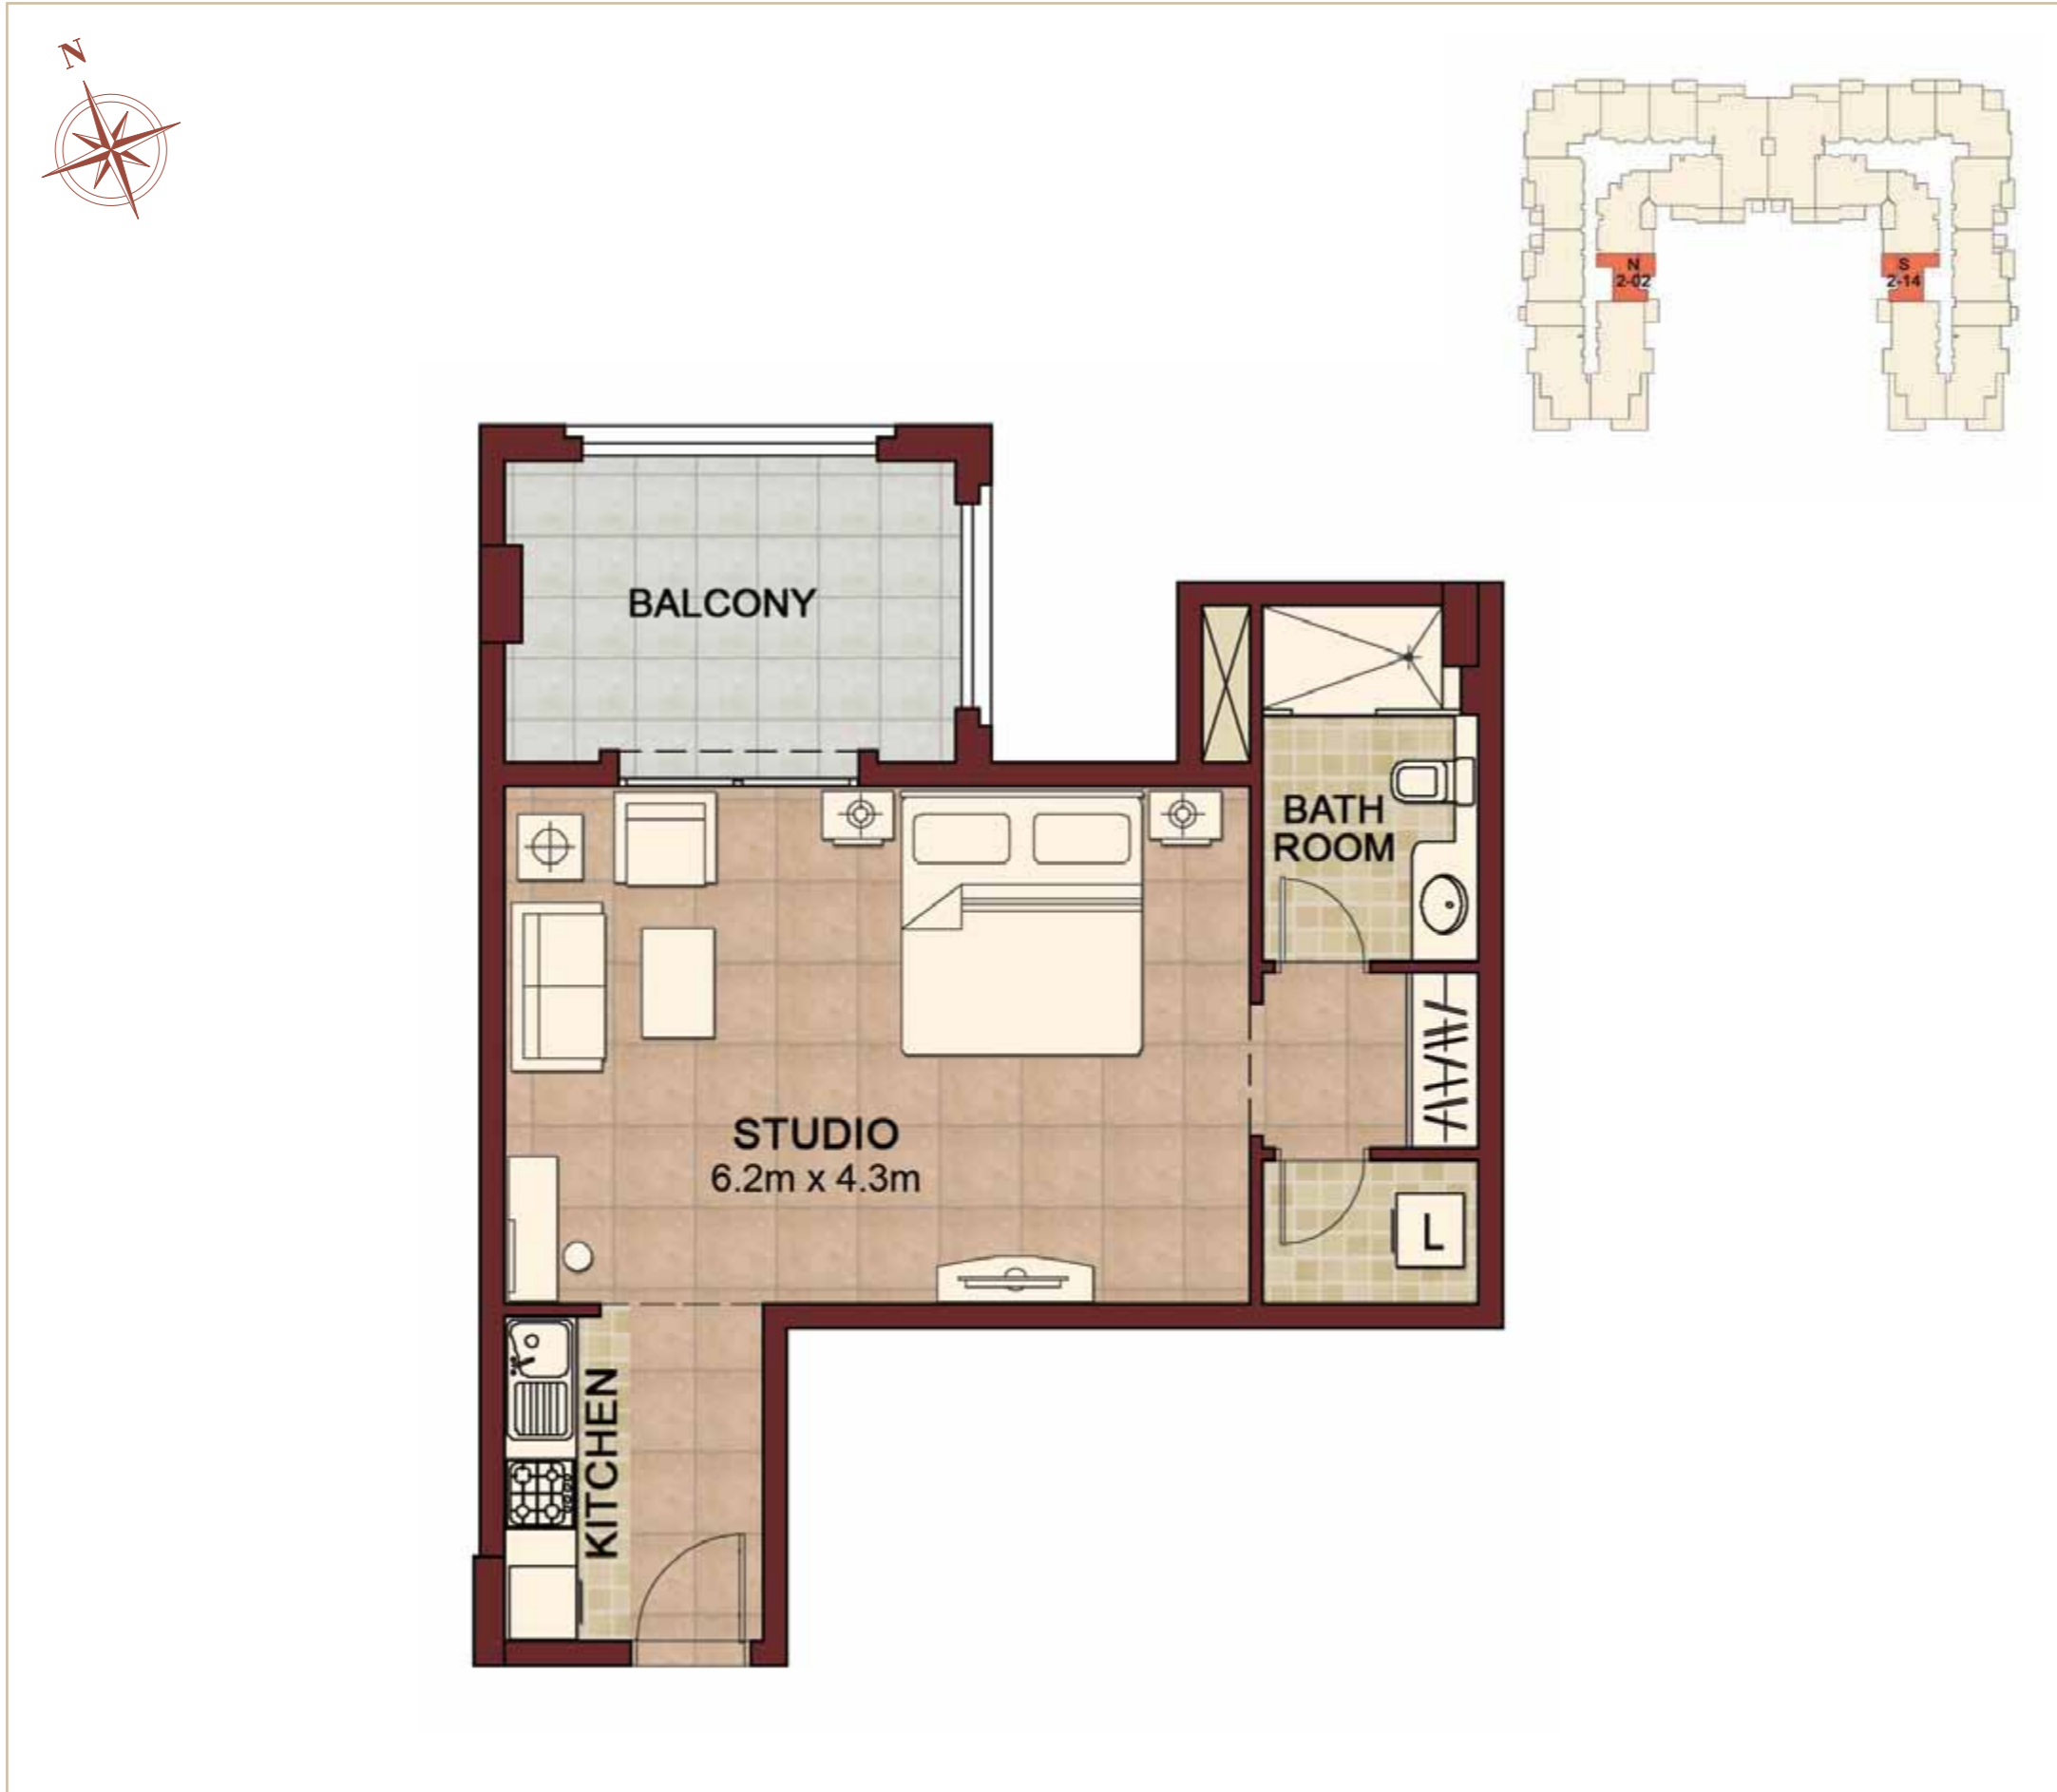 N
N
2-02
S
2-14
BALCONY
BATH
ROOM
STUDIO
6.2m x 4.3m
L
KITCHEN